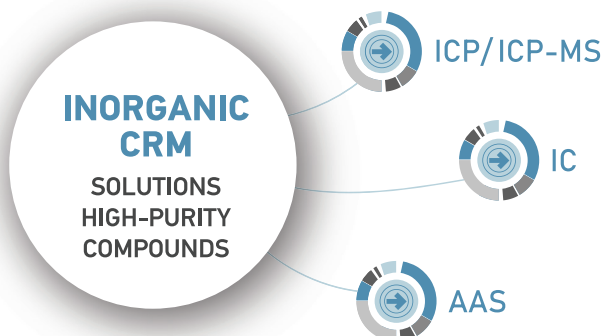 INORGANIC
CRM
SOLUTIONS
HIGH-PURITY
COMPOUNDS
ICP/ICP-MS
IC
AAS